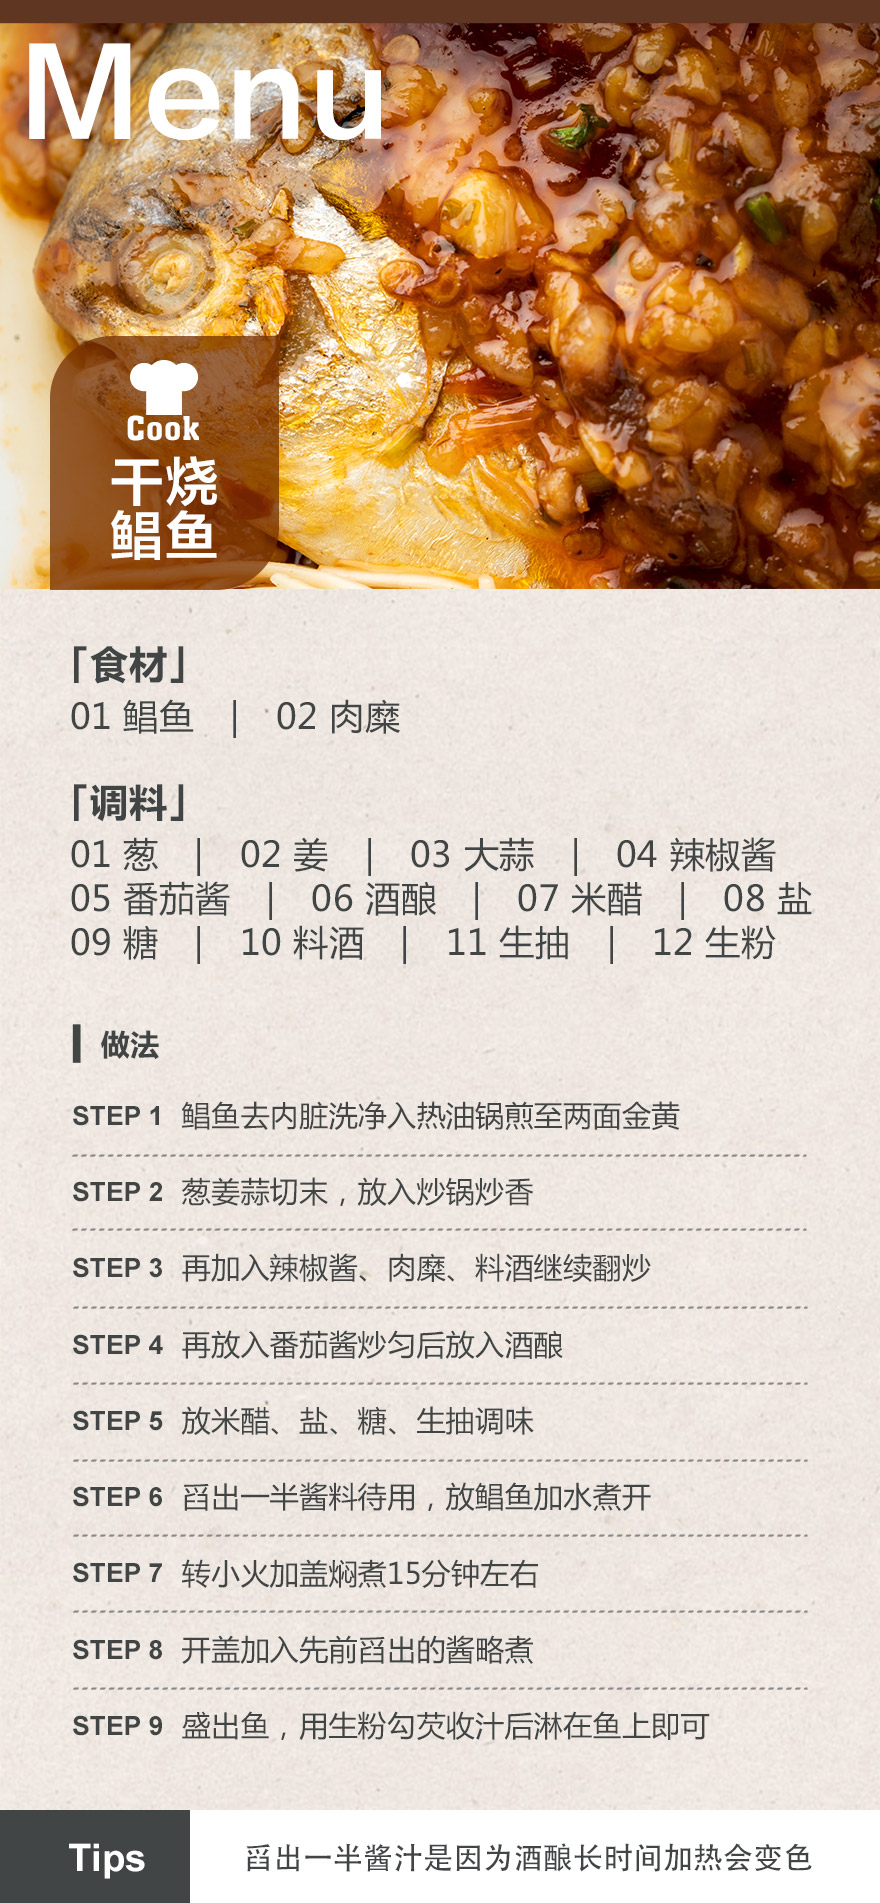 Menu
Cook
干烧
鲳鱼
「食材」
01 鲳鱼 | 02 肉糜
「调料」
01 葱 | 02 姜 | 03 大蒜 | 04 辣椒酱
05 番茄酱 | 06 酒酿 | 07 米醋 | 08 盐
09 糖 | 10 料酒 | 11 生抽 | 12 生粉
做法
STEP 1 鲳鱼去内脏洗净入热油锅煎至两面金黄
STEP 2 葱姜蒜切末，放入炒锅炒香
STEP 3 再加入辣椒酱、肉糜、料酒继续翻炒
STEP 4 再放入番茄酱炒匀后放入酒酿
STEP 5 放米醋、盐、糖、生抽调味
STEP 6 舀出一半酱料待用，放鲳鱼加水煮开
STEP 7 转小火加盖焖煮15分钟左右
STEP 8 开盖加入先前舀出的酱略煮
STEP 9 盛出鱼，用生粉勾芡收汁后淋在鱼上即可
Tips 舀出一半酱汁是因为酒酿长时间加热会变色